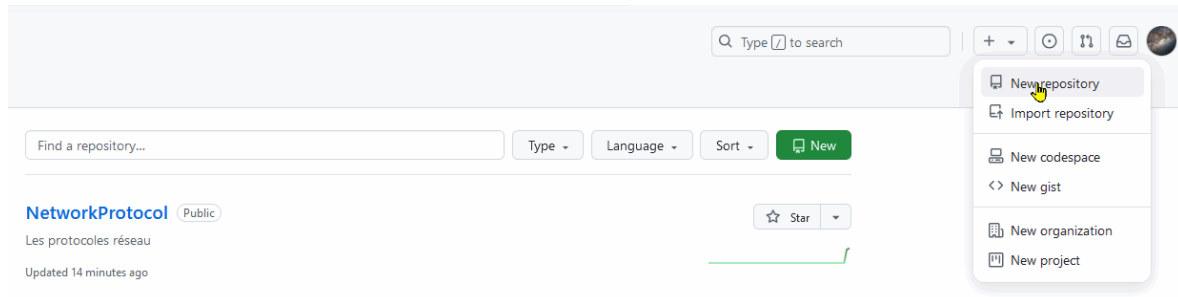 Type / to search
New repository
Import repository
New codespace
New gist
New organization
New project
Find a repository...
Type
Language
Sort
New
NetworkProtocol
Public
Star
Les protocoles réseau
Updated 14 minutes ago